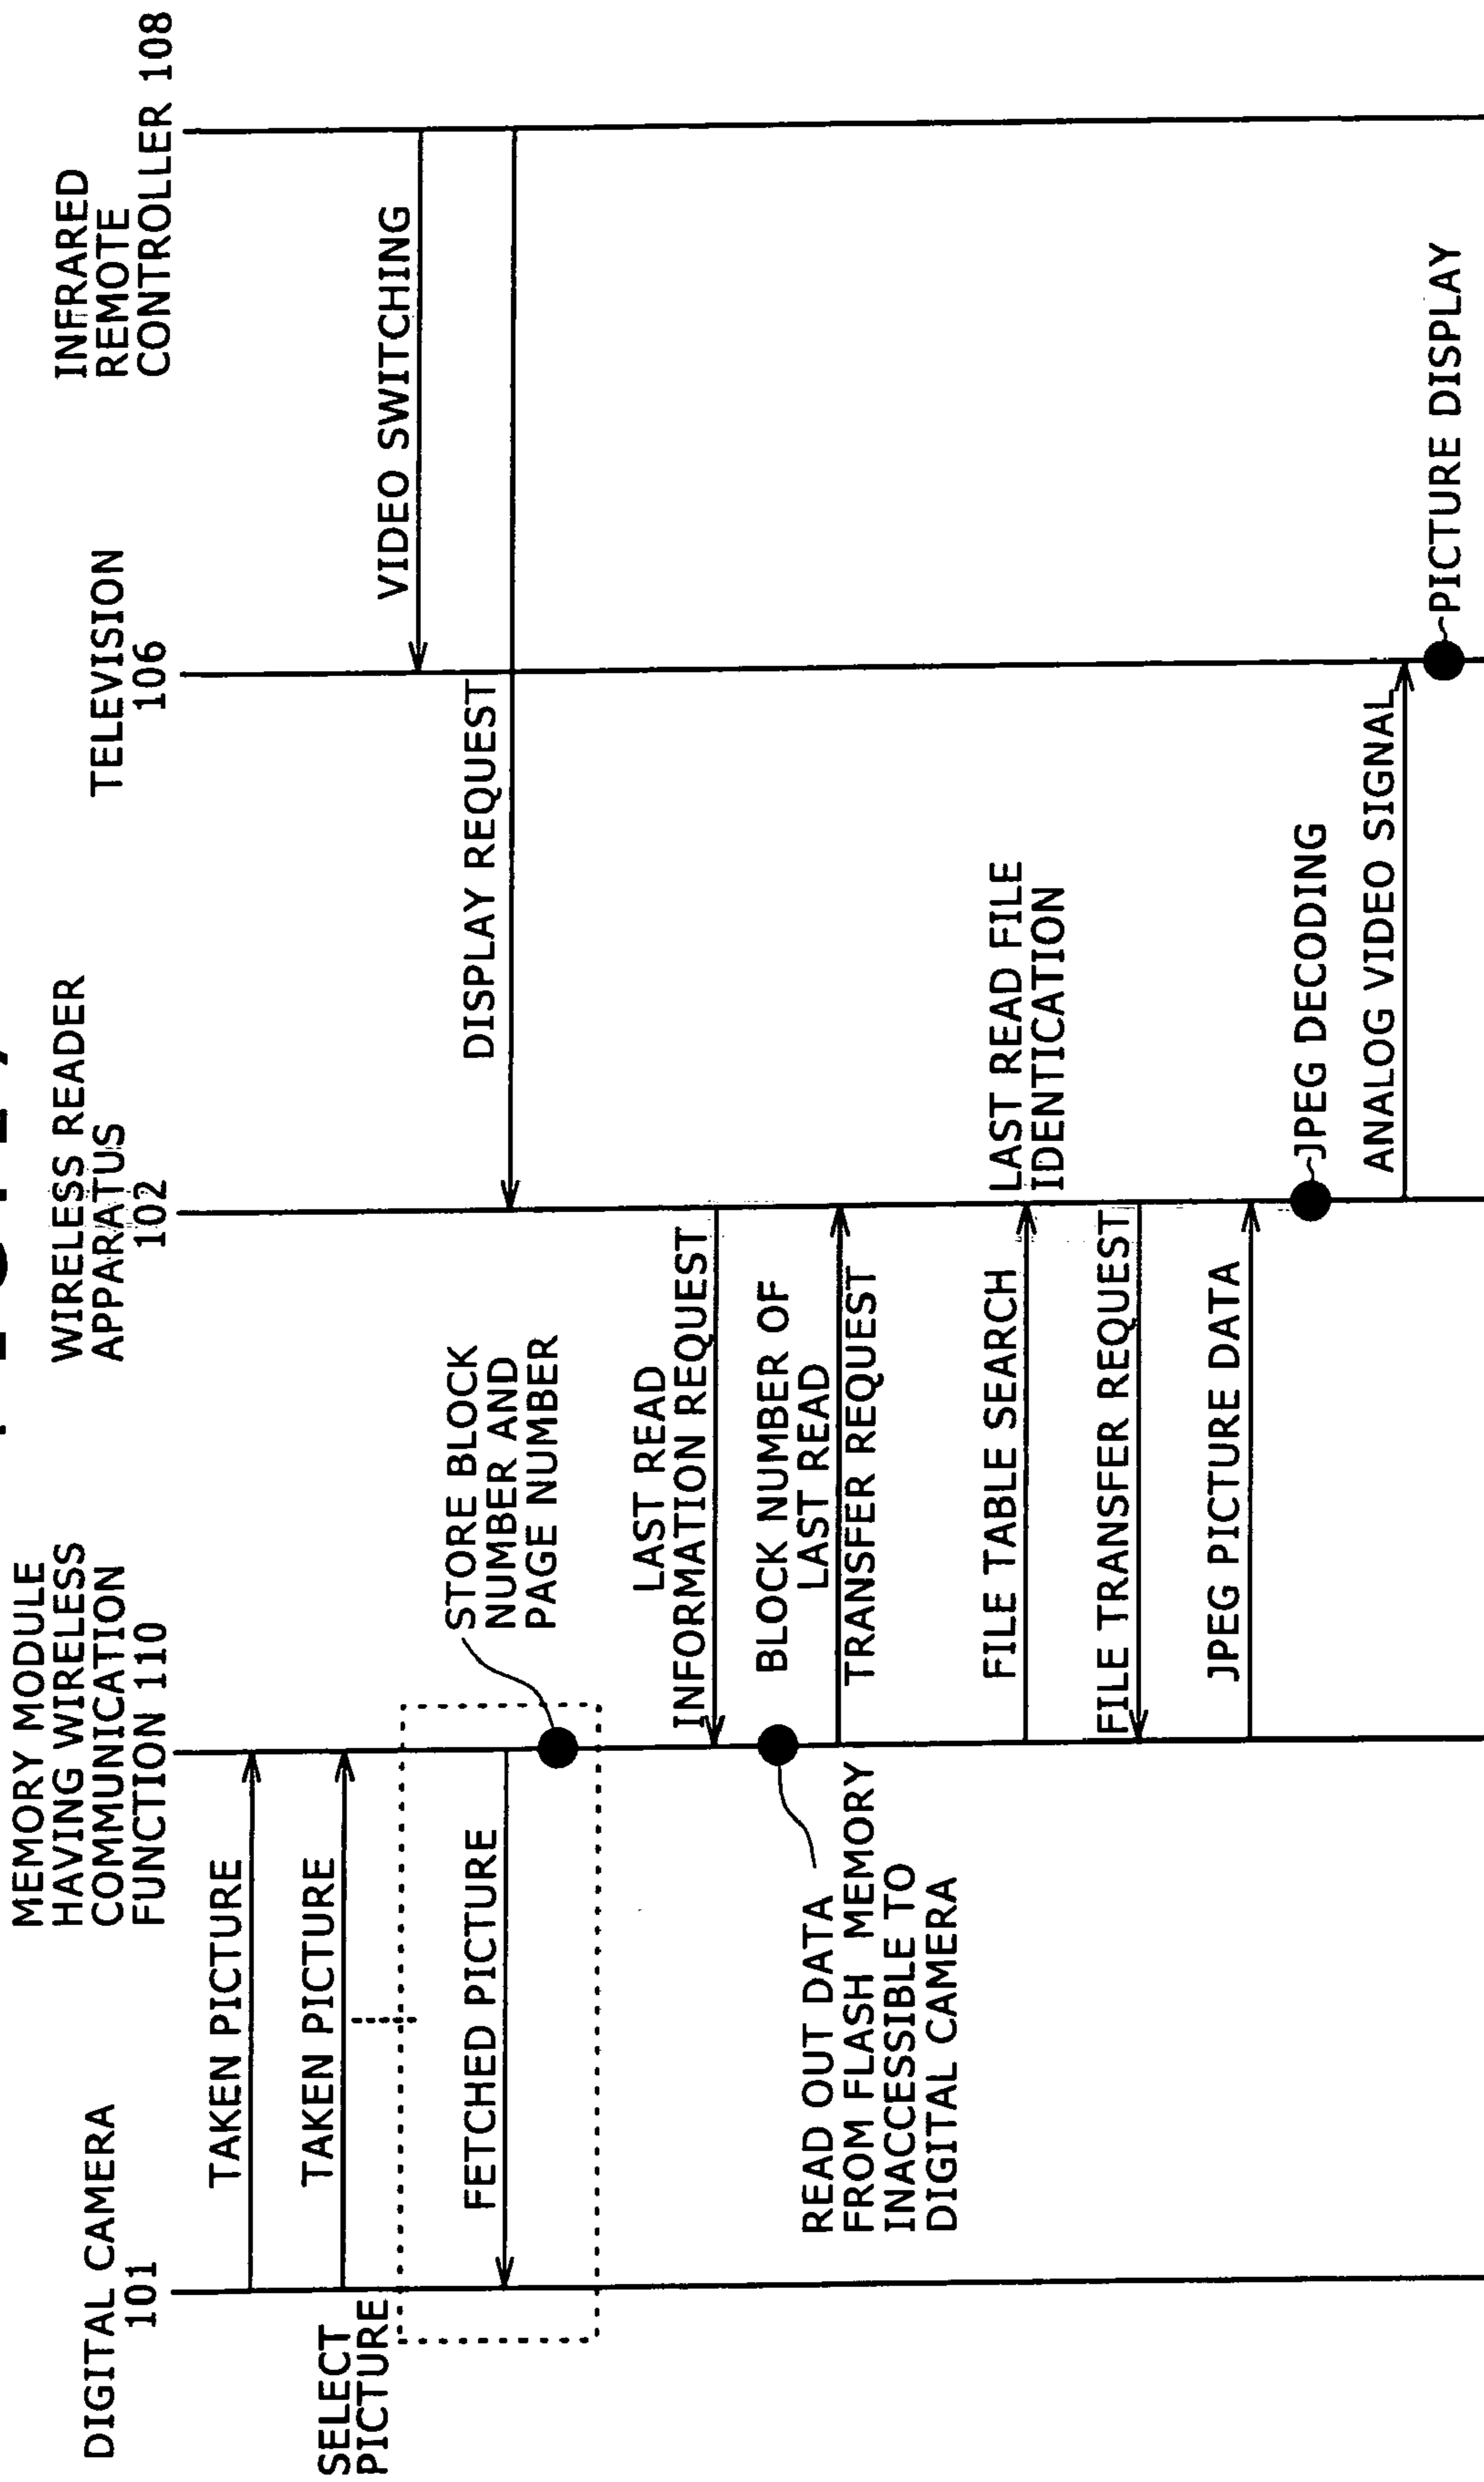 DIGITAL CAMERA
101
MEMORY MODULE
HAVING WIRELESS
COMMUNICATION
FUNCTION 110
WIRELESS READER
APPARATUS
102
TELEVISION
106
INFRARED
REMOTE
CONTROLLER 108
TAKEN PICTURE
TAKEN PICTURE
SELECT
PICTURE
VIDEO SWITCHING
FETCHED PICTURE
STORE BLOCK
NUMBER AND
PAGE NUMBER
DISPLAY REQUEST
LAST READ
INFORMATION REQUEST
BLOCK NUMBER OF
LAST READ
TRANSFER REQUEST
READ OUT DATA
FROM FLASH MEMORY
INACCESSIBLE TO
DIGITAL CAMERA
FILE TABLE SEARCH
LAST READ FILE
IDENTICATION
FILE TRANSFER REQUEST
JPEG PICTURE DATA
JPEG DECODING
ANALOG VIDEO SIGNAL
PICTURE DISPLAY